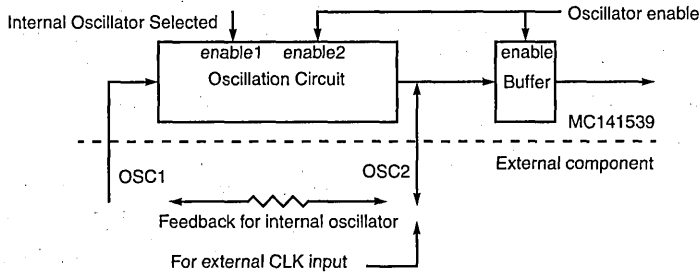 Internal Oscillator Selected
Oscillator enable
enable1 enable2
enable
Oscillation Circuit
Buffer
MC141539
External component
OSC1
OSC2
Feedback for internal oscillator
For external CLK input